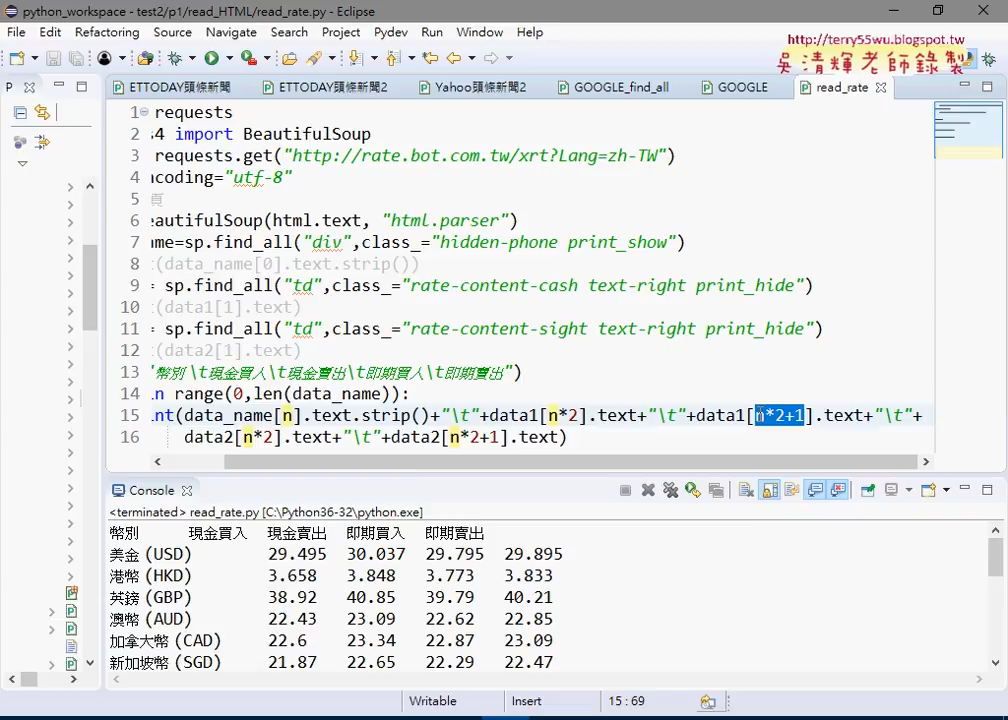 python_workspace - test2/p1/read_HTML/read_rate.py - Eclipse
File Edit Refactoring Source Navigate Search Project Pydev Run Window Help
http://terry55wu.blogspot.tw
吳清輝老師錄製
P ETTODAY頭條新聞 ETTODAY頭條新聞2 Yahoo頭條新聞2 GOOGLE_find_all GOOGLE read_rate
1 requests
2 s4 import BeautifulSoup
3 requests.get("http://rate.bot.com.tw/xrt?Lang=zh-TW")
4 ncoding="utf-8"
5 頁
6 eautifulSoup(html.text, "html.parser")
7 me=sp.find_all("div",class_="hidden-phone print_show")
8 (data_name[0].text.strip())
9 = sp.find_all("td",class_="rate-content-cash text-right print_hide")
10 (data1[1].text)
11 = sp.find_all("td",class_="rate-content-sight text-right print_hide")
12 (data2[1].text)
13 "幣別 \t現金買入\t現金賣出\t即期買入\t即期賣出")
14 n range(0,len(data_name)):
15 nt(data_name[n].text.strip()+"\t"+data1[n*2].text+"\t"+data1[n*2+1].text+"\t"+
16 data2[n*2].text+"\t"+data2[n*2+1].text)
Console
<terminated> read_rate.py [C:\Python36-32\python.exe]
幣別 現金買入 現金賣出 即期買入 即期賣出
美金 (USD) 29.495 30.037 29.795 29.895
港幣 (HKD) 3.658 3.848 3.773 3.833
英鎊 (GBP) 38.92 40.85 39.79 40.21
澳幣 (AUD) 22.43 23.09 22.62 22.85
加拿大幣 (CAD) 22.6 23.34 22.87 23.09
新加坡幣 (SGD) 21.87 22.65 22.29 22.47
Writable Insert 15:69